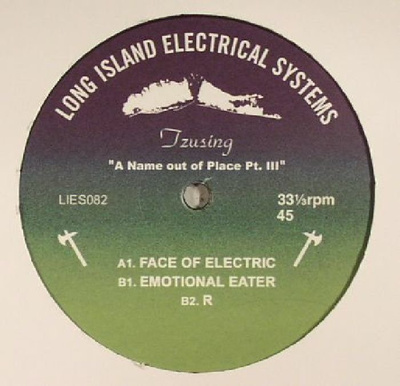 LONG ISLAND ELECTRICAL SYSTEMS
Tzusing
"A Name out of Place Pt. III"
LIES082
33⅓rpm
45
A1. FACE OF ELECTRIC
B1. EMOTIONAL EATER
B2. R